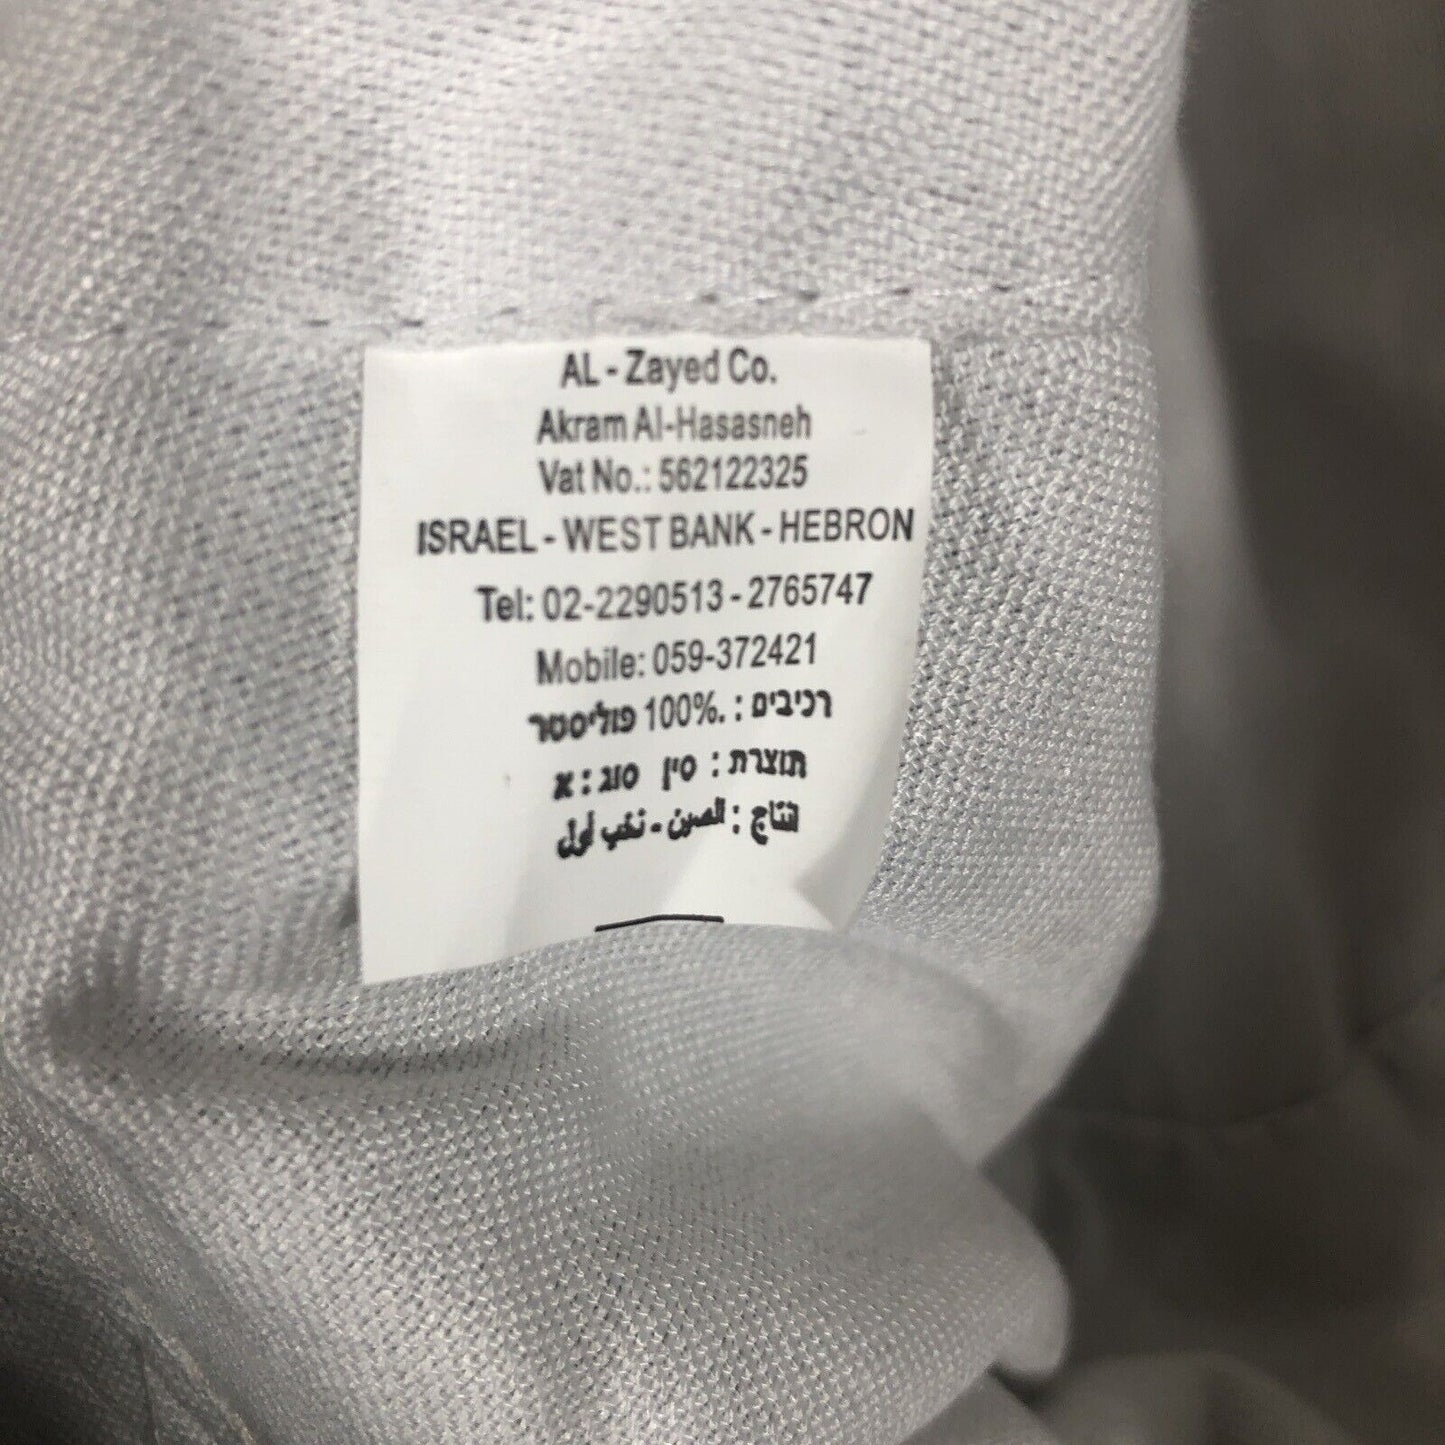 AL - Zayed Co.
Akram Al-Hasasneh
Vat No.: 562122325
ISRAEL - WEST BANK - HEBRON
Tel: 02-2290513 - 2765747
Mobile: 059-372421
רכיבים : .100% פוליסטר
תוצרת : סין סוג : א
انتاج : الصين - نخب أول